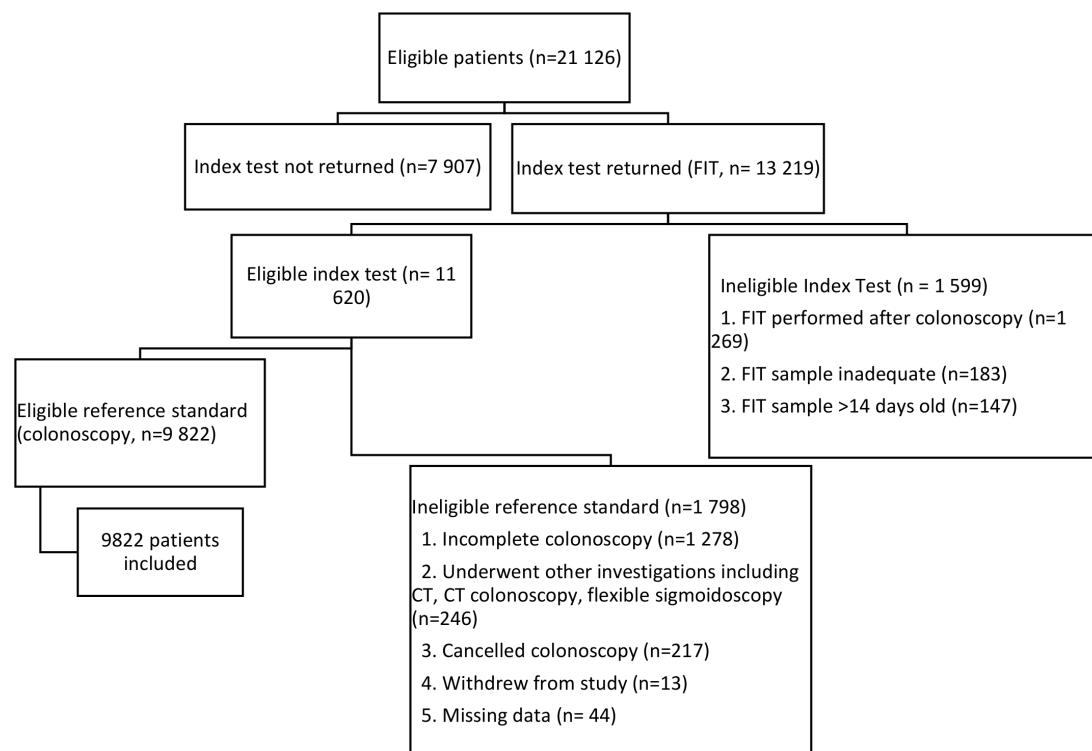 Eligible patients (n=21 126)
Index test not returned (n=7 907)
Index test returned (FIT, n= 13 219)
Eligible index test (n= 11
620)
Ineligible Index Test (n = 1 599)
1. FIT performed after colonoscopy (n=1
269)
2. FIT sample inadequate (n=183)
3. FIT sample >14 days old (n=147)
Eligible reference standard
(colonoscopy, n=9 822)
9822 patients
included
Ineligible reference standard (n=1 798)
1. Incomplete colonoscopy (n=1 278)
2. Underwent other investigations including
CT, CT colonoscopy, flexible sigmoidoscopy
(n=246)
3. Cancelled colonoscopy (n=217)
4. Withdrew from study (n=13)
5. Missing data (n= 44)